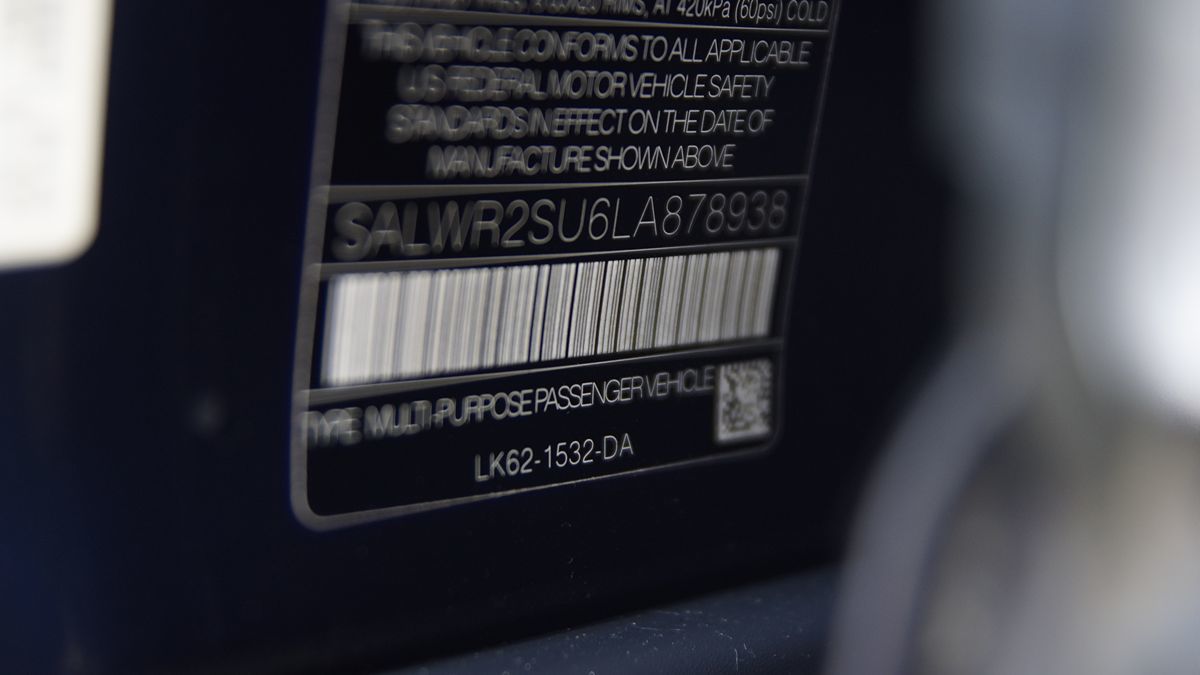 AT 420kPa (60psi) COLD
THIS VEHICLE CONFORMS TO ALL APPLICABLE
US FEDERAL MOTOR VEHICLE SAFETY
STANDARDS IN EFFECT ON THE DATE OF
MANUFACTURE SHOWN ABOVE
SALWR2SU6LA878938
TYPE MULTI-PURPOSE PASSENGER VEHICLE
LK62-1532-DA